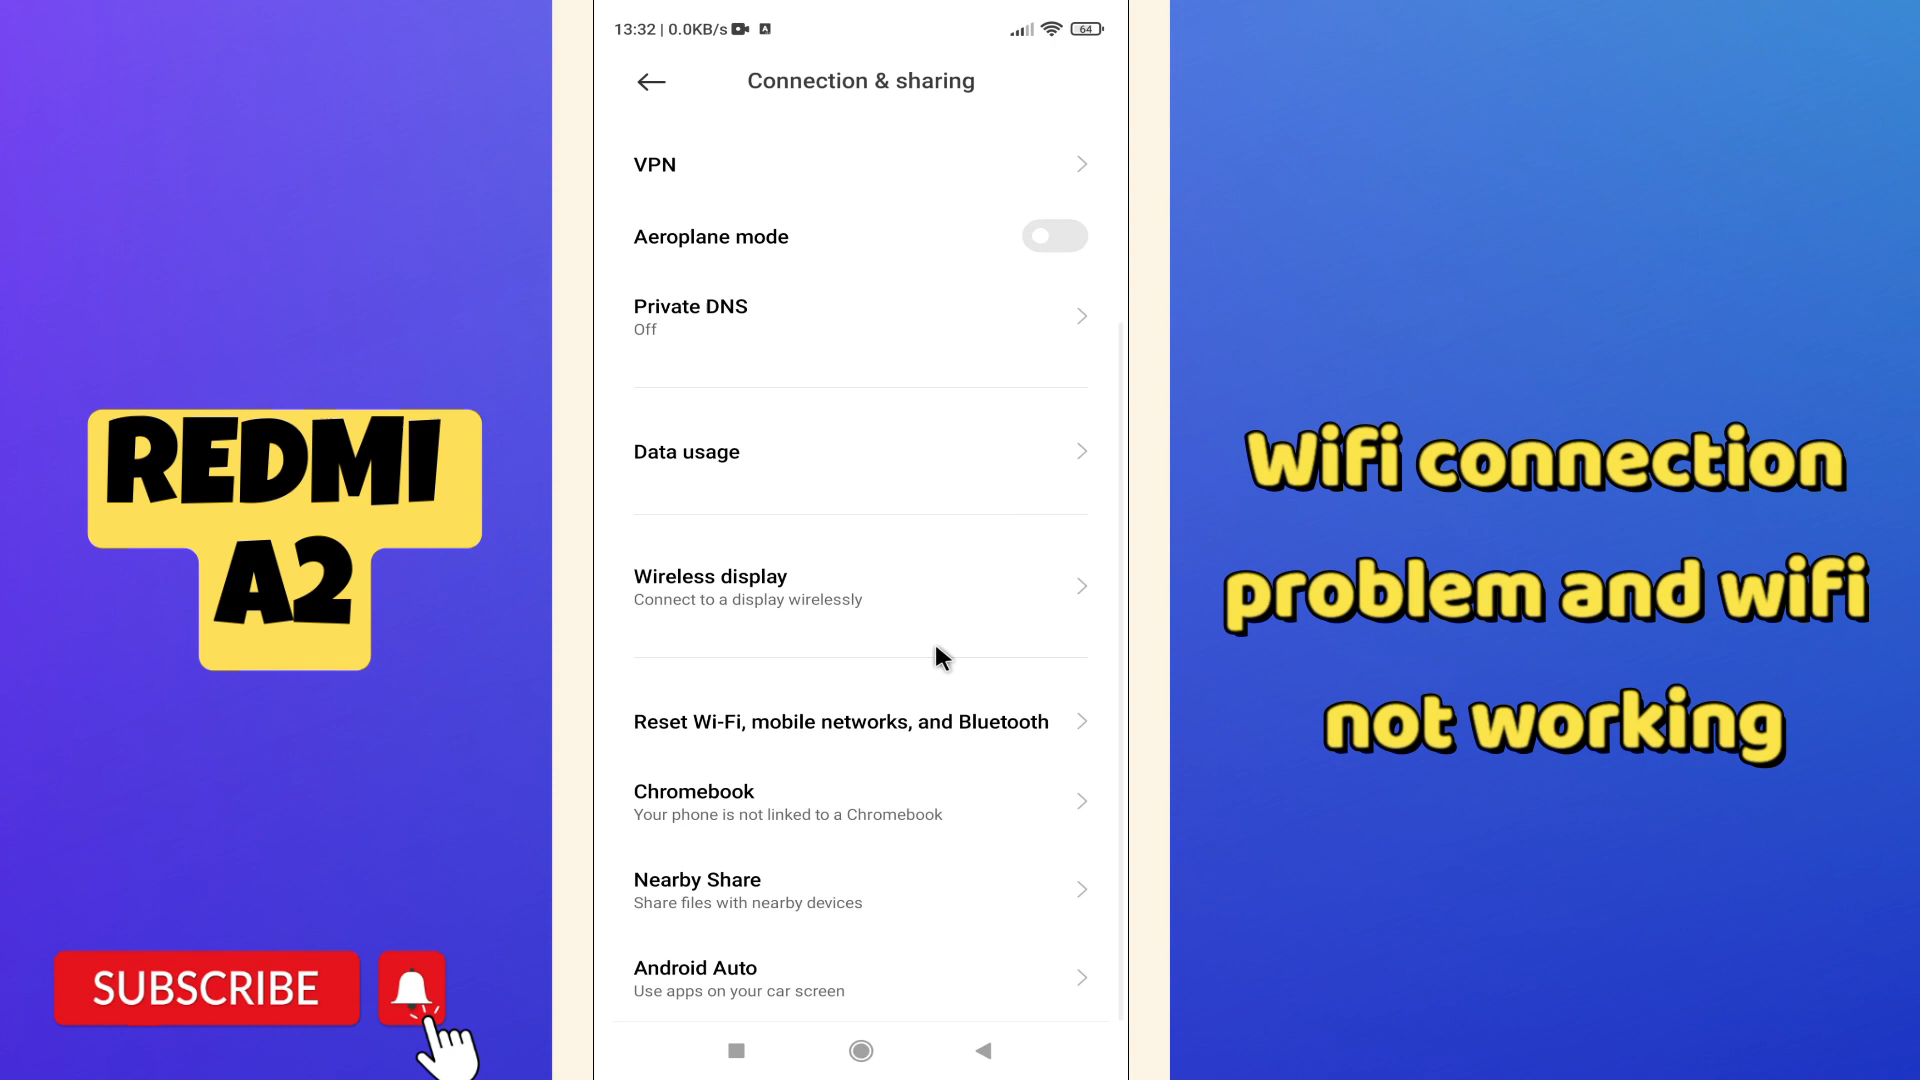 REDMI
A2
SUBSCRIBE
13:32 | 0.0KB/s
A
64
Connection & sharing
VPN
Aeroplane mode
Private DNS
Off
Data usage
Wireless display
Connect to a display wirelessly
Reset Wi-Fi, mobile networks, and Bluetooth
Chromebook
Your phone is not linked to a Chromebook
Nearby Share
Share files with nearby devices
Android Auto
Use apps on your car screen
Wifi connection
problem and wifi
not working